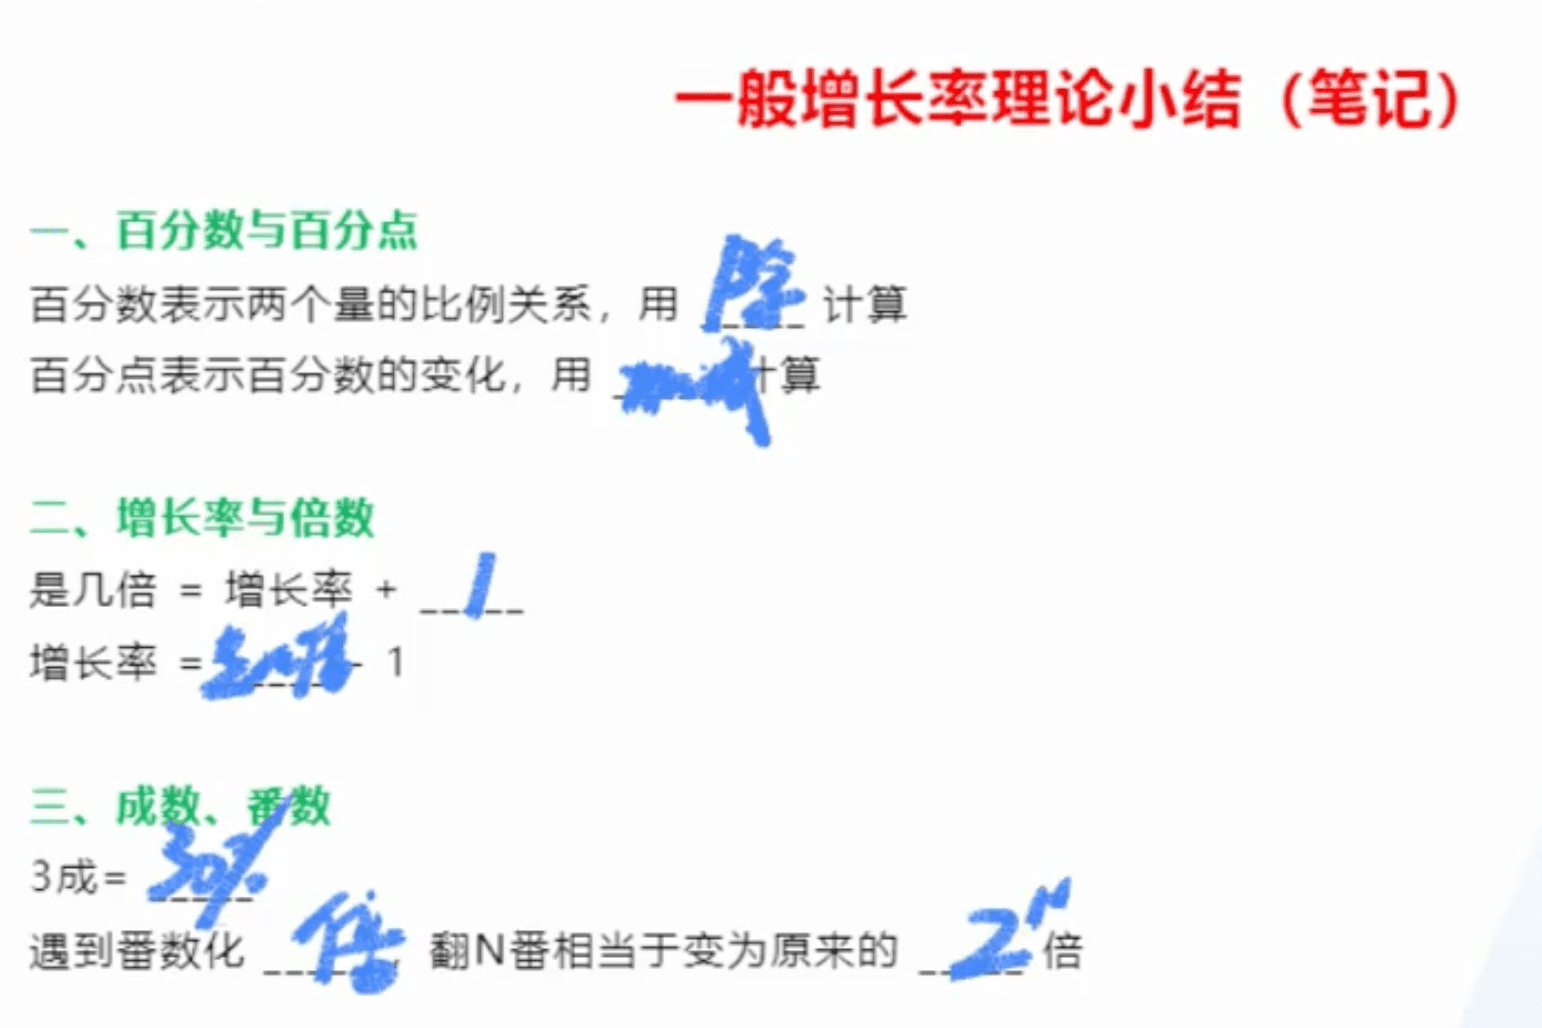 一般增长率理论小结（笔记）
一、百分数与百分点
百分数表示两个量的比例关系，用 除 计算
百分点表示百分数的变化，用 加减 计算
二、增长率与倍数
是几倍 = 增长率 + 1
增长率 = 是几倍 - 1
三、成数、番数
3成= 30%
遇到番数化 倍，翻N番相当于变为原来的 2^N 倍